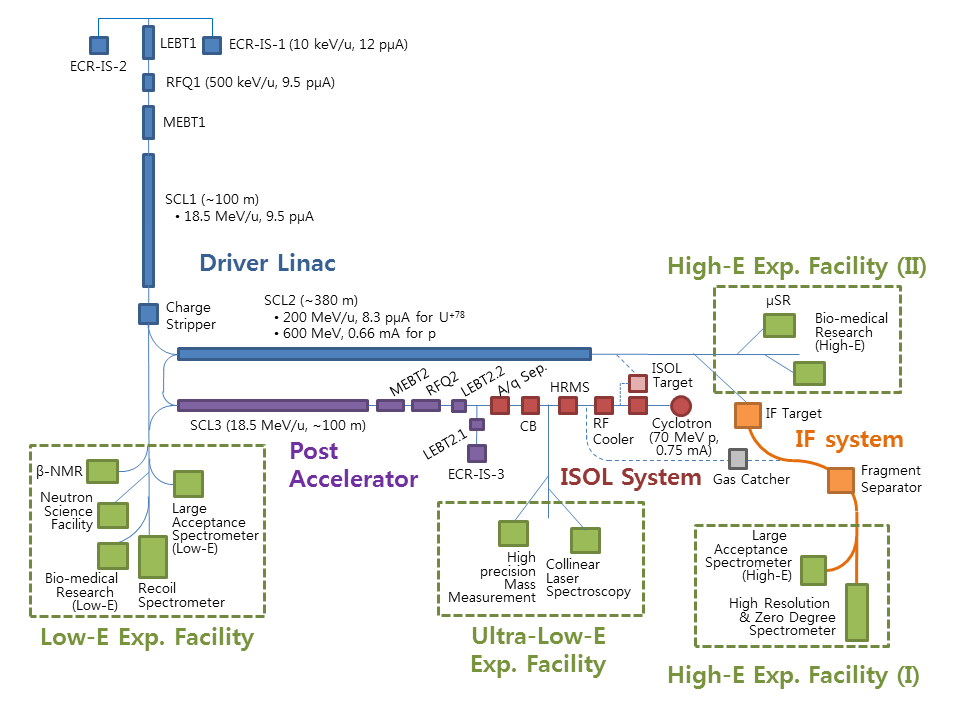 LEBT1
ECR-IS-1 (10 keV/u, 12 pμA)
ECR-IS-2
RFQ1 (500 keV/u, 9.5 pμA)
MEBT1
SCL1 (~100 m)
• 18.5 MeV/u, 9.5 pμA
Driver Linac
Charge
Stripper
SCL2 (~380 m)
• 200 MeV/u, 8.3 pμA for U+78
• 600 MeV, 0.66 mA for p
High-E Exp. Facility (II)
μSR
Bio-medical
Research
(High-E)
MEBT2
RFQ2
LEBT2.2
A/q Sep.
HRMS
ISOL
Target
SCL3 (18.5 MeV/u, ~100 m)
LEBT2.1
CB
RF
Cooler
Cyclotron
(70 MeV p,
0.75 mA)
IF Target
IF system
Post
Accelerator
ECR-IS-3
ISOL System
Gas Catcher
Fragment
Separator
β-NMR
Neutron
Science
Facility
Large
Acceptance
Spectrometer
(Low-E)
Bio-medical
Research
(Low-E)
Recoil
Spectrometer
Low-E Exp. Facility
High
precision
Mass
Measurement
Collinear
Laser
Spectroscopy
Ultra-Low-E
Exp. Facility
Large
Acceptance
Spectrometer
(High-E)
High Resolution
& Zero Degree
Spectrometer
High-E Exp. Facility (I)